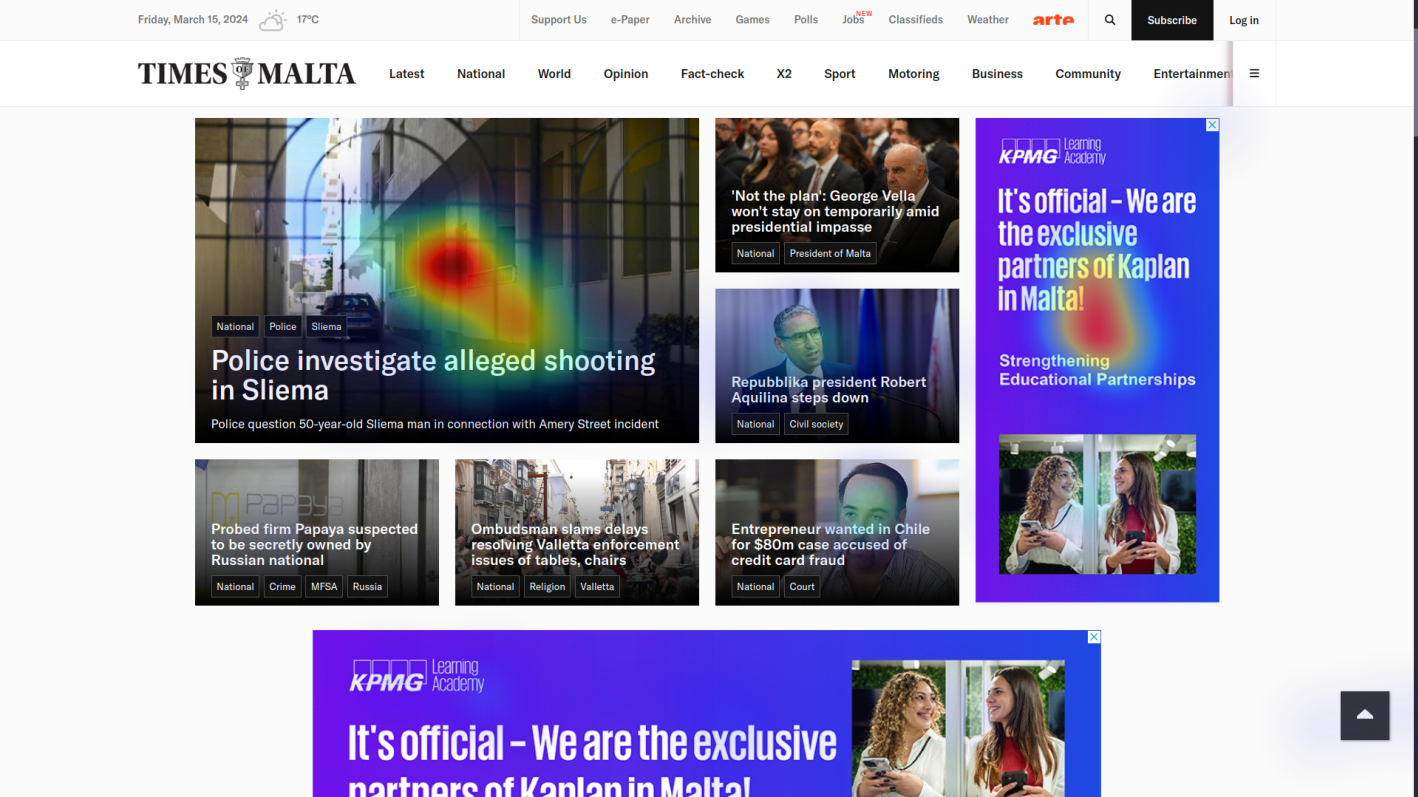 Friday, March 15, 2024
17°C
Support Us
e-Paper
Archive
Games
Polls
Jobs
NEW
Classifieds
Weather
arte
Subscribe
Log in
TIMES OF MALTA
Latest
National
World
Opinion
Fact-check
X2
Sport
Motoring
Business
Community
Entertainmen
National
Police
Sliema
Police investigate alleged shooting
in Sliema
Police question 50-year-old Sliema man in connection with Amery Street incident
'Not the plan': George Vella
won't stay on temporarily amid
presidential impasse
National
President of Malta
Repubblika president Robert
Aquilina steps down
National
Civil society
KPMG
Learning
Academy
It's official – We are
the exclusive
partners of Kaplan
in Malta!
Strengthening
Educational Partnerships
PAPAYA
Probed firm Papaya suspected
to be secretly owned by
Russian national
National
Crime
MFSA
Russia
Ombudsman slams delays
resolving Valletta enforcement
issues of tables, chairs
National
Religion
Valletta
Entrepreneur wanted in Chile
for $80m case accused of
credit card fraud
National
Court
KPMG
Learning
Academy
It's official – We are the exclusive
partners of Kaplan in Malta!